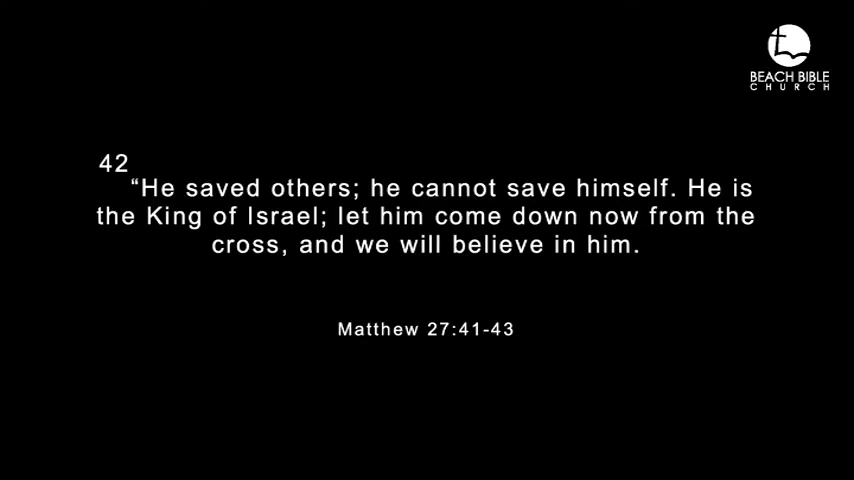 BEACH BIBLE
CHURCH
42
“He saved others; he cannot save himself. He is
the King of Israel; let him come down now from the
cross, and we will believe in him.
Matthew 27:41-43